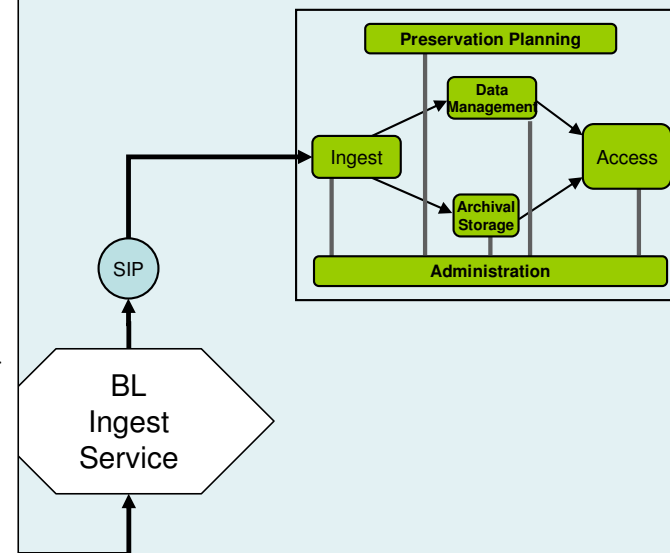 Preservation Planning
Data
Management
Ingest
Access
Archival
Storage
SIP
Administration
BL
Ingest
Service